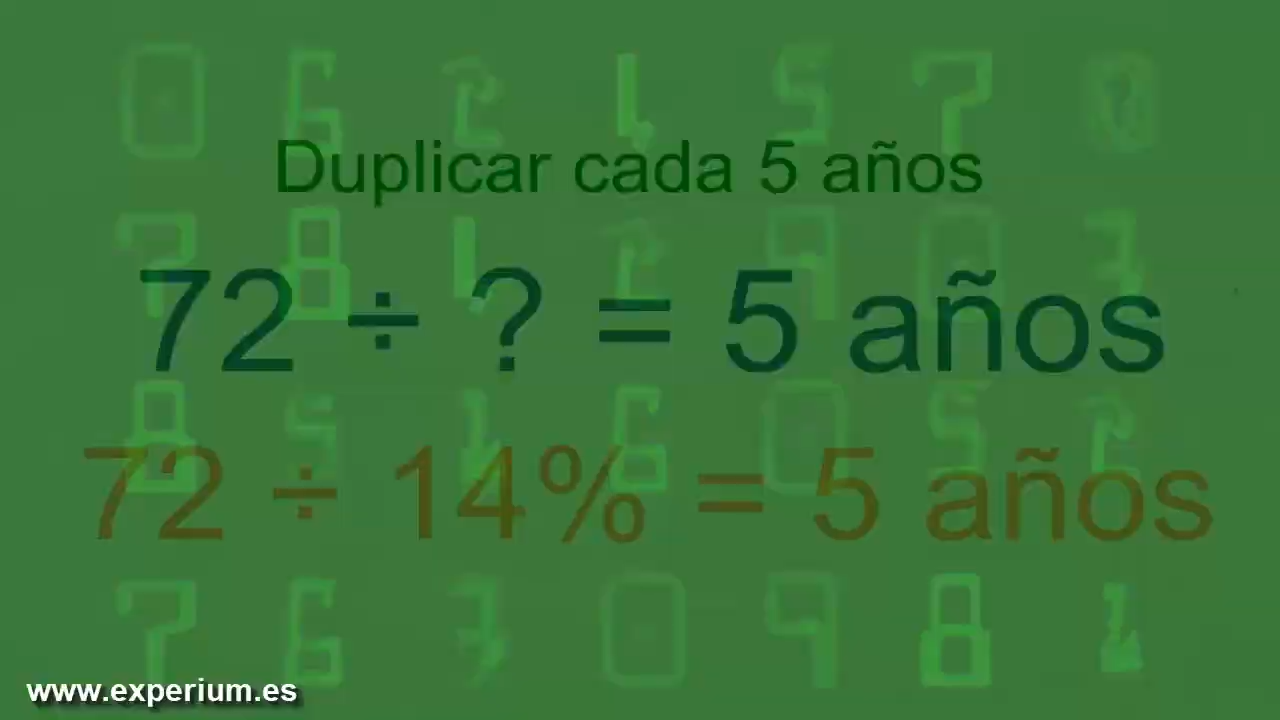 Duplicar cada 5 años
72 ÷ ? = 5 años
72 ÷ 14% = 5 años
www.experium.es